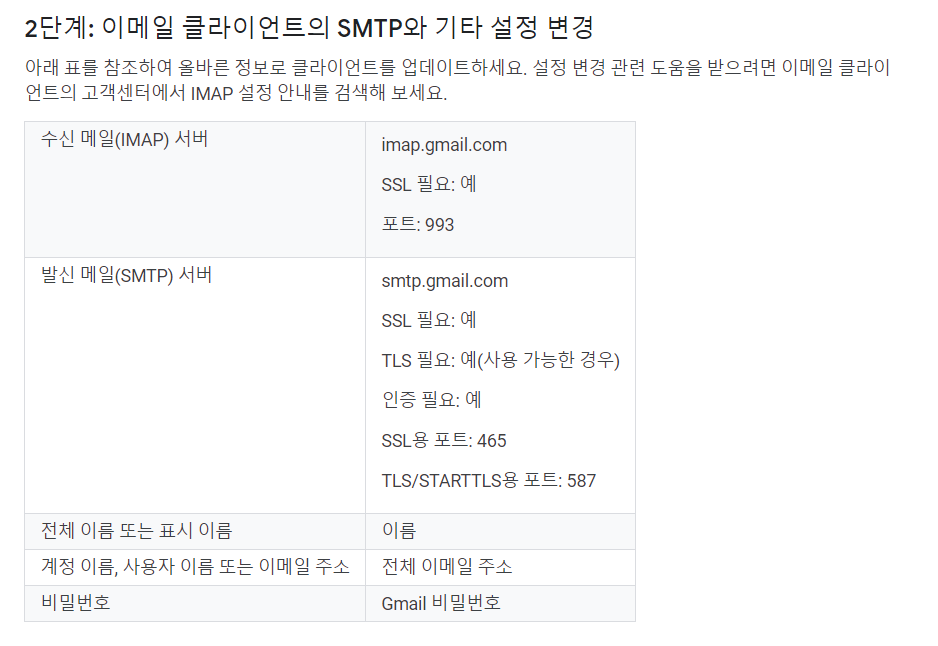 2단계: 이메일 클라이언트의 SMTP와 기타 설정 변경
아래 표를 참조하여 올바른 정보로 클라이언트를 업데이트하세요. 설정 변경 관련 도움을 받으려면 이메일 클라이
언트의 고객센터에서 IMAP 설정 안내를 검색해 보세요.
수신 메일(IMAP) 서버
imap.gmail.com
SSL 필요: 예
포트: 993
발신 메일(SMTP) 서버
smtp.gmail.com
SSL 필요: 예
TLS 필요: 예(사용 가능한 경우)
인증 필요: 예
SSL용 포트: 465
TLS/STARTTLS용 포트: 587
전체 이름 또는 표시 이름
이름
계정 이름, 사용자 이름 또는 이메일 주소
전체 이메일 주소
비밀번호
Gmail 비밀번호